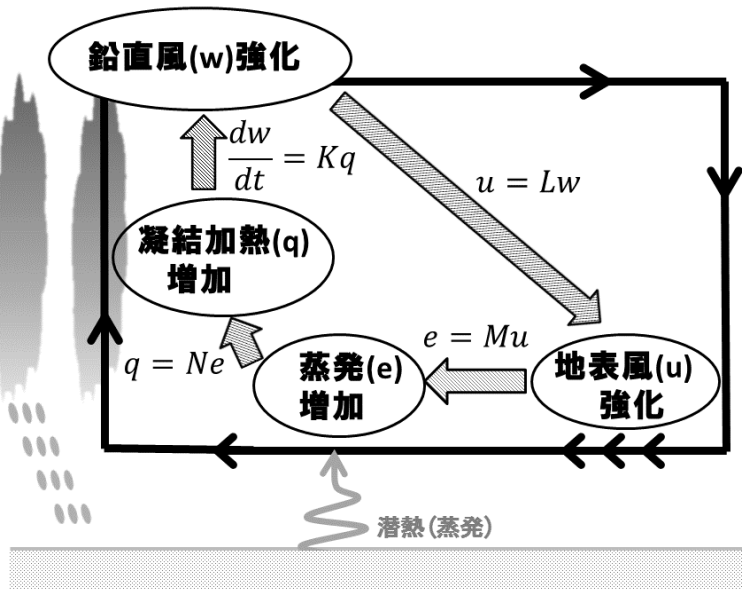 鉛直風(w)強化
dw
dt
= Kq
u = Lw
凝結加熱(q)
増加
e = Mu
q = Ne
蒸発(e)
増加
地表風(u)
強化
潜熱(蒸発)